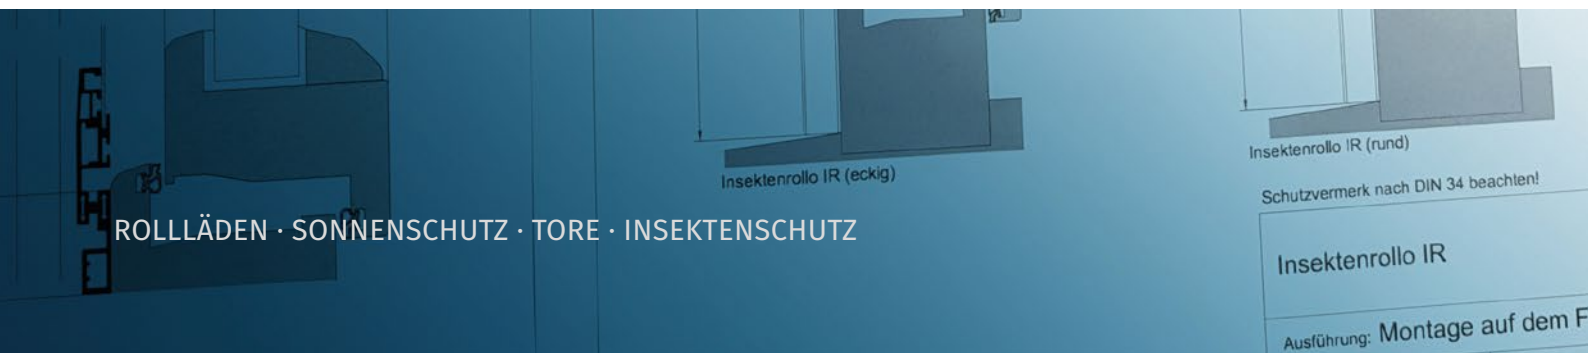 Insektenrollo IR (eckig)
Insektenrollo IR (rund)
Schutzvermerk nach DIN 34 beachten!
ROLLLÄDEN · SONNENSCHUTZ · TORE · INSEKTENSCHUTZ
Insektenrollo IR
Ausführung: Montage auf dem F